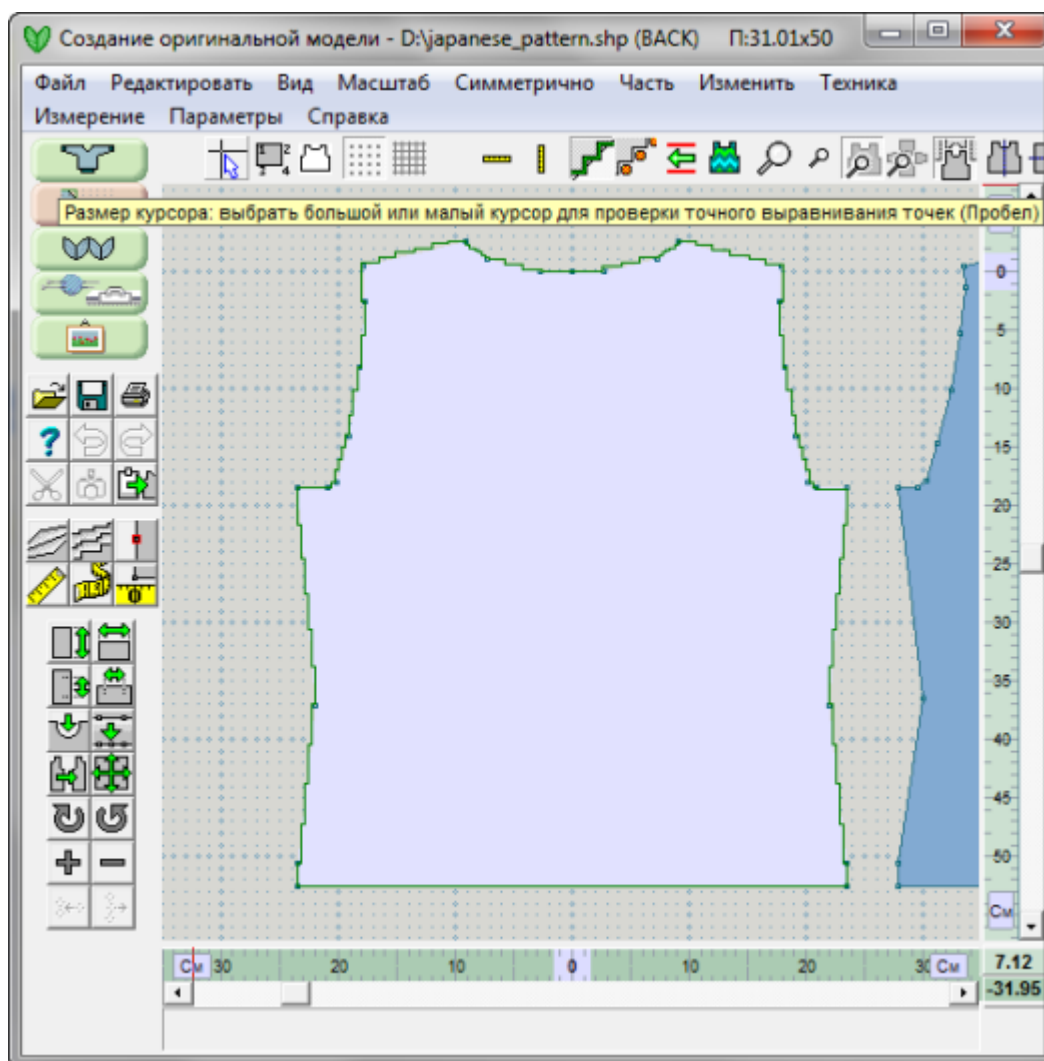 Создание оригинальной модели - D:\japanese_pattern.shp (BACK) П:31.01x50
Файл Редактировать Вид Масштаб Симметрично Часть Изменить Техника
Измерение Параметры Справка
Размер курсора: выбрать большой или малый курсор для проверки точного выравнивания точек (Пробел)
0
5
10
15
20
25
30
35
40
45
50
См
См 30 20 10 0 10 20 30 См
7.12
-31.95